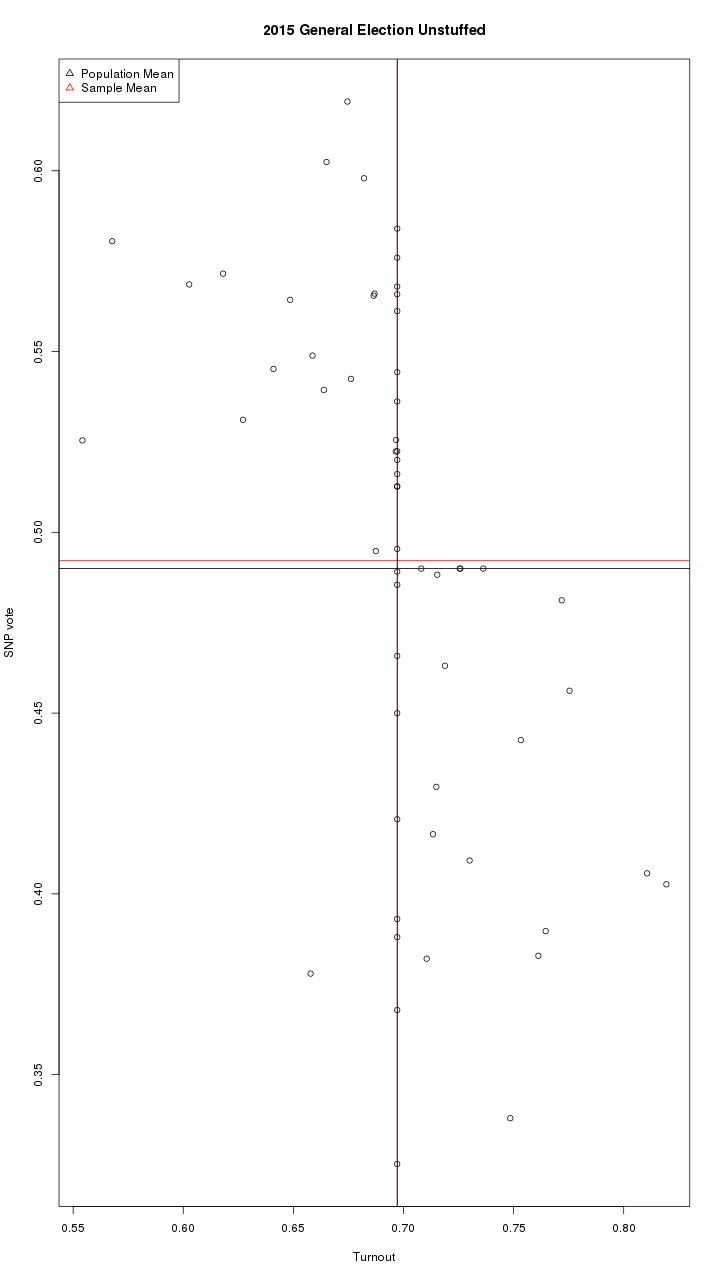 2015 General Election Unstuffed
Population Mean
Sample Mean
0.60
0.55
0.50
0.45
0.40
0.35
SNP vote
0.55 0.60 0.65 0.70 0.75 0.80
Turnout